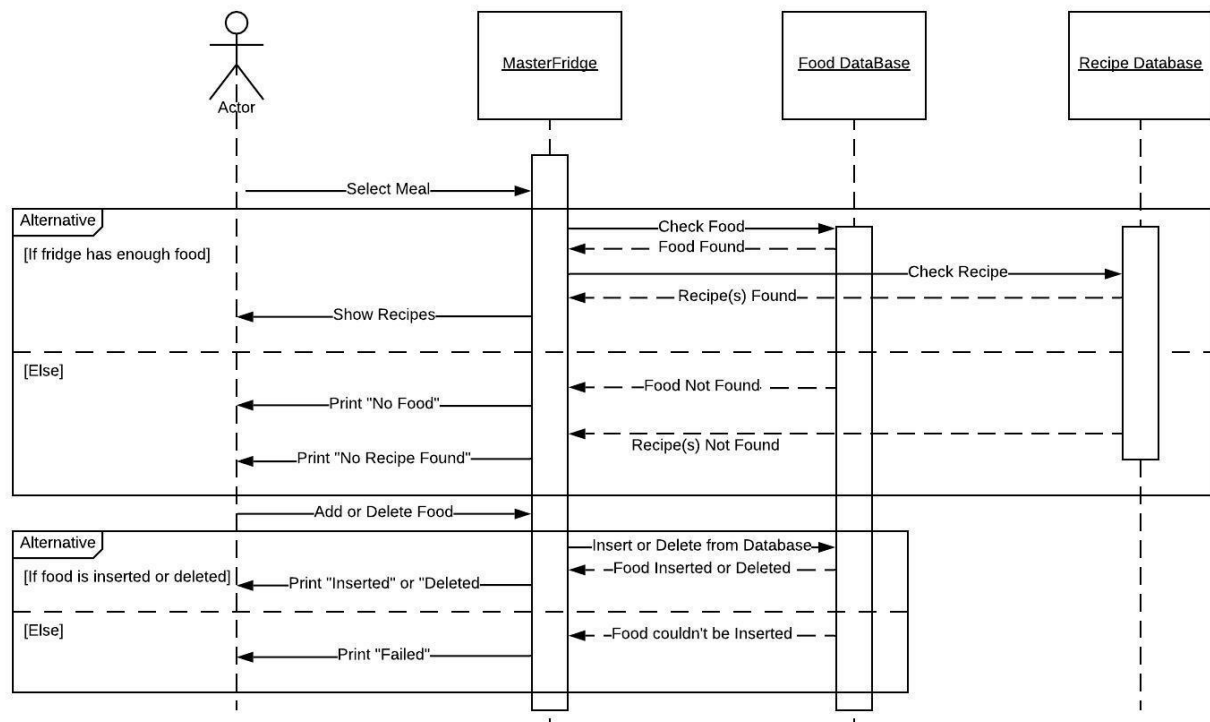 MasterFridge
Food DataBase
Recipe Database
Actor
Select Meal
Alternative
[If fridge has enough food]
Check Food
Food Found
Check Recipe
Recipe(s) Found
Show Recipes
[Else]
Food Not Found
Print "No Food"
Recipe(s) Not Found
Print "No Recipe Found"
Add or Delete Food
Alternative
Insert or Delete from Database
Food Inserted or Deleted
[If food is inserted or deleted]
Print "Inserted" or "Deleted
[Else]
Food couldn't be Inserted
Print "Failed"